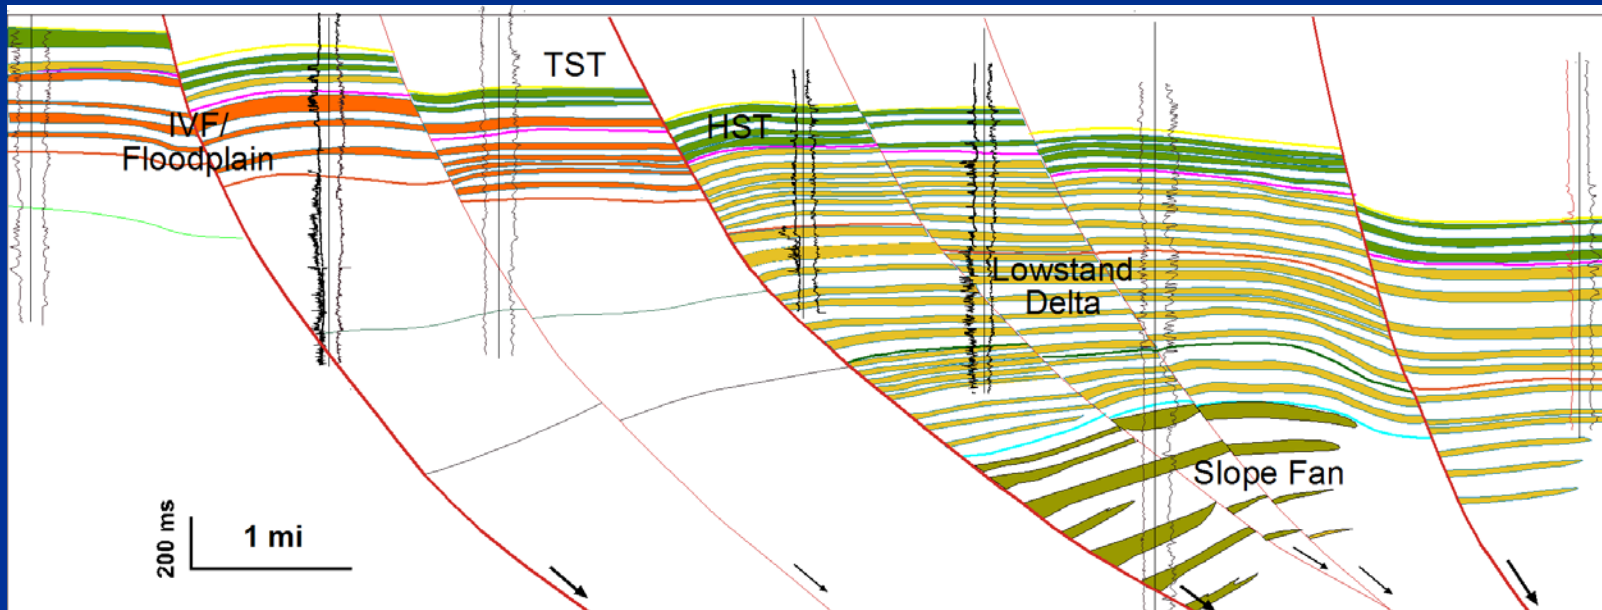 TST
HST
IVF/
Floodplain
Lowstand
Delta
Slope Fan
200 ms
1 mi